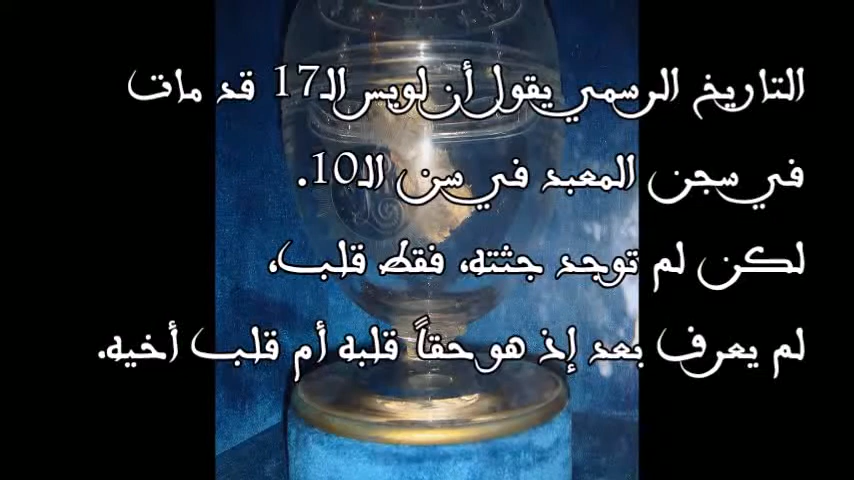 التاريخ الرسمي يقول أن لويس الـ17 قد مات
في سجن المعبد في سن الـ10.
لكن لم توجد جثته، فقط قلب،
لم يعرف بعد إذ هو حقاً قلبه أم قلب أخيه.